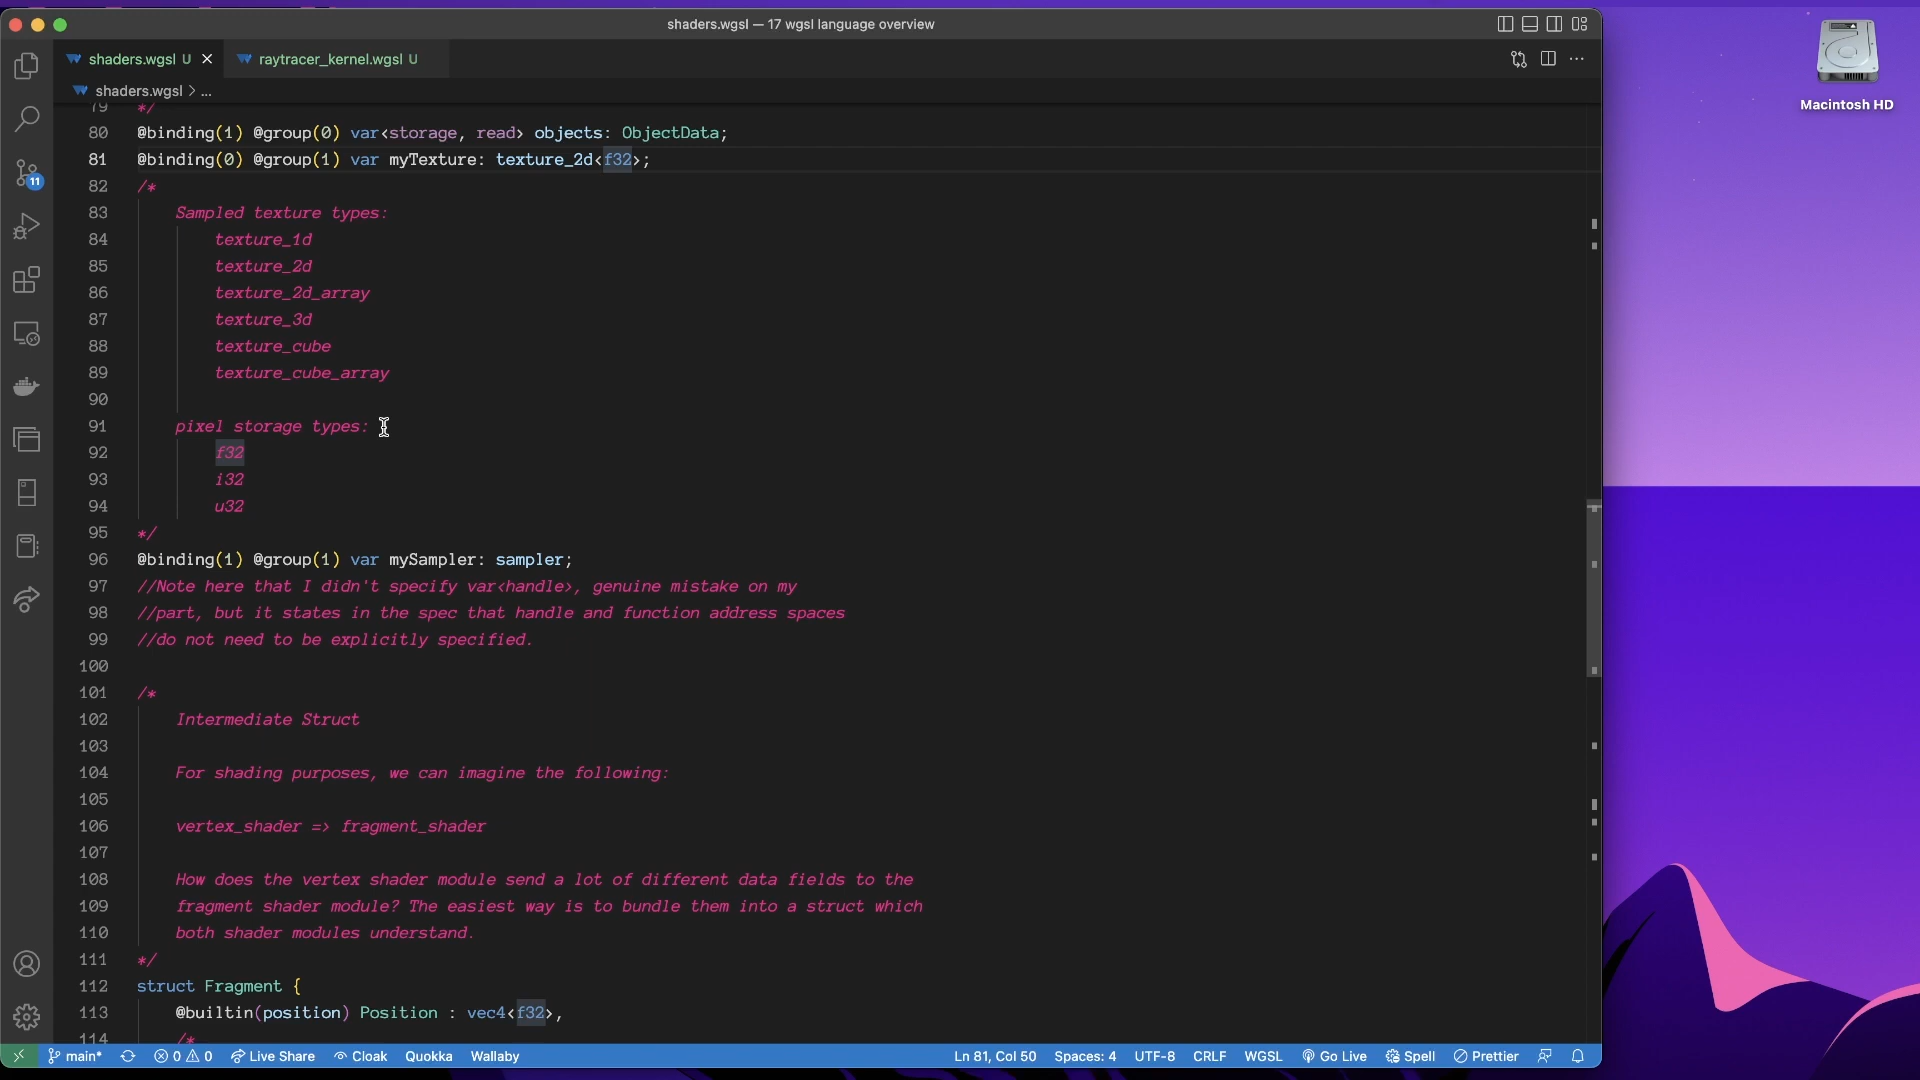 shaders.wgsl — 17 wgsl language overview
shaders.wgsl U
raytracer_kernel.wgsl U
shaders.wgsl > ...
Macintosh HD
79 */
80 @binding(1) @group(0) var<storage, read> objects: ObjectData;
81 @binding(0) @group(1) var myTexture: texture_2d<f32>;
82 /*
83 Sampled texture types:
84 texture_1d
85 texture_2d
86 texture_2d_array
87 texture_3d
88 texture_cube
89 texture_cube_array
90
91 pixel storage types:
92 f32
93 i32
94 u32
95 */
96 @binding(1) @group(1) var mySampler: sampler;
97 //Note here that I didn't specify var<handle>, genuine mistake on my
98 //part, but it states in the spec that handle and function address spaces
99 //do not need to be explicitly specified.
100
101 /*
102 Intermediate Struct
103
104 For shading purposes, we can imagine the following:
105
106 vertex_shader => fragment_shader
107
108 How does the vertex shader module send a lot of different data fields to the
109 fragment shader module? The easiest way is to bundle them into a struct which
110 both shader modules understand.
111 */
112 struct Fragment {
113 @builtin(position) Position : vec4<f32>,
114 /*
11
main* 0 0 Live Share Cloak Quokka Wallaby Ln 81, Col 50 Spaces: 4 UTF-8 CRLF WGSL Go Live Spell Prettier